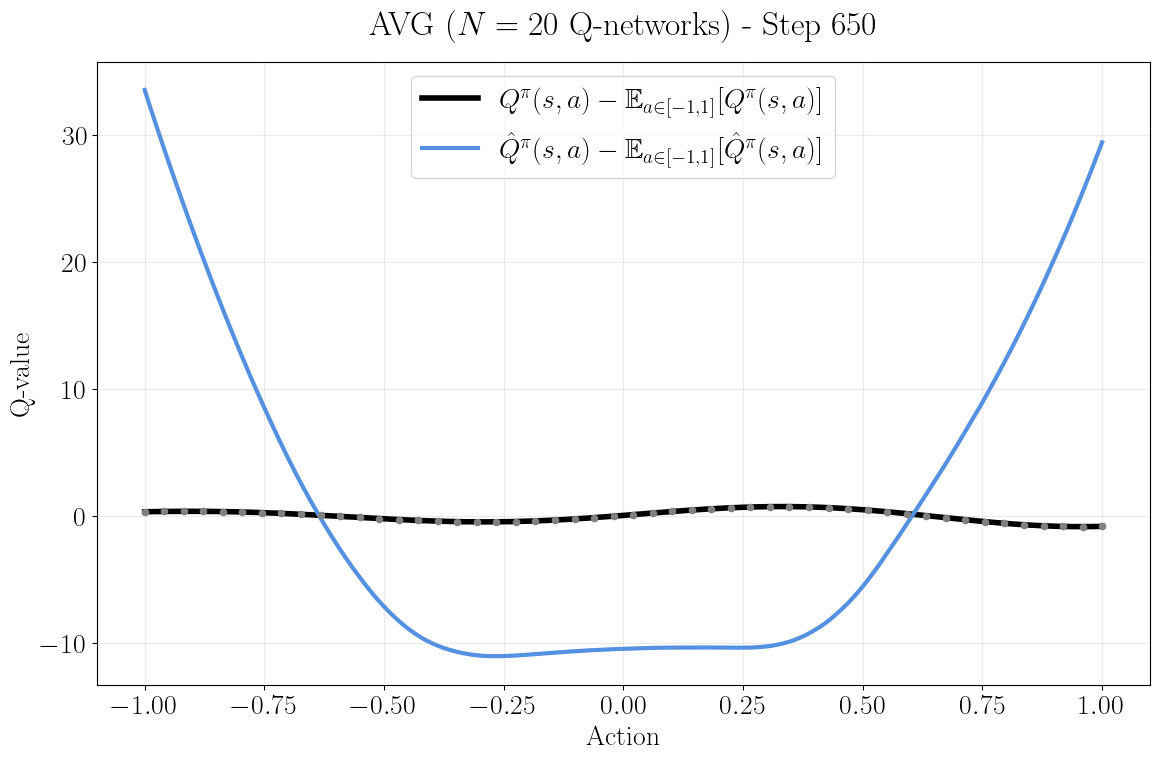 AVG (N = 20 Q-networks) - Step 650
Q^π(s, a) − 𝔼_{a∈[−1,1]}[Q^π(s, a)]
Q̂^π(s, a) − 𝔼_{a∈[−1,1]}[Q̂^π(s, a)]
Q-value
30
20
10
0
−10
−1.00 −0.75 −0.50 −0.25 0.00 0.25 0.50 0.75 1.00
Action